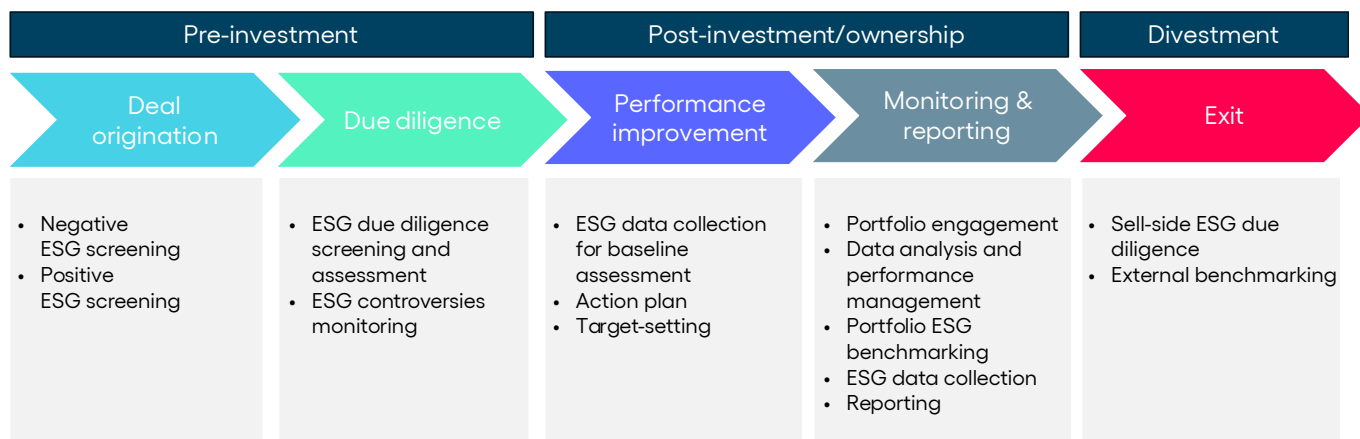 Pre-investment
Post-investment/ownership
Divestment
Deal
origination
Due diligence
Performance
improvement
Monitoring &
reporting
Exit
• Negative
ESG screening
• Positive
ESG screening
• ESG due diligence
screening and
assessment
• ESG controversies
monitoring
• ESG data collection
for baseline
assessment
• Action plan
• Target-setting
• Portfolio engagement
• Data analysis and
performance
management
• Portfolio ESG
benchmarking
• ESG data collection
• Reporting
• Sell-side ESG due
diligence
• External benchmarking